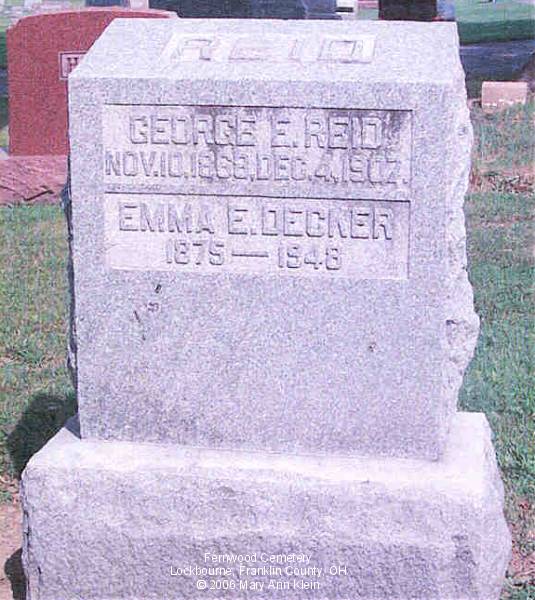 REID
GEORGE E. REID
NOV.10,1868,DEC.4,1907.
EMMA E. DECKER
1875 — 1948
Fernwood Cemetery
Lockbourne, Franklin County, OH
© 2006 Mary Ann Klein